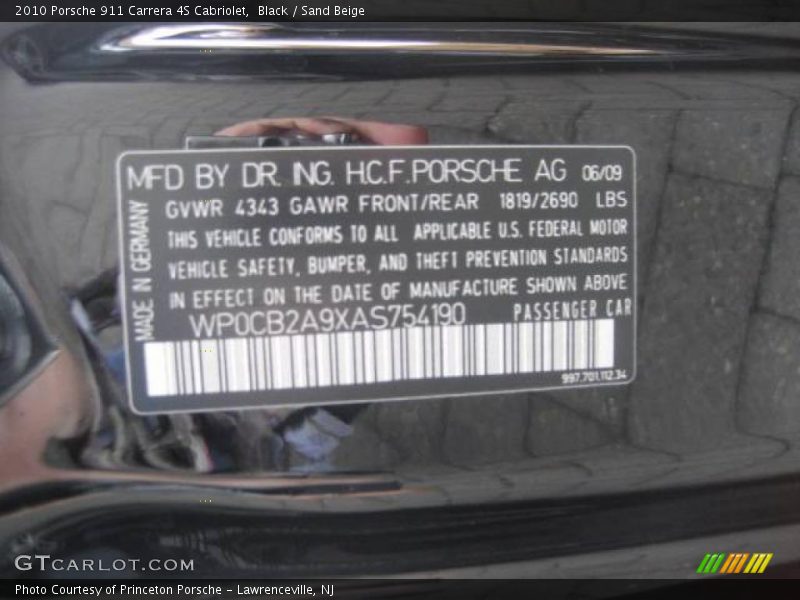 2010 Porsche 911 Carrera 4S Cabriolet, Black / Sand Beige
MFD BY DR. ING. H.C.F. PORSCHE AG 06/09
GVWR 4343 GAWR FRONT/REAR 1819/2690 LBS
THIS VEHICLE CONFORMS TO ALL APPLICABLE U.S. FEDERAL MOTOR
VEHICLE SAFETY, BUMPER, AND THEFT PREVENTION STANDARDS
IN EFFECT ON THE DATE OF MANUFACTURE SHOWN ABOVE
WP0CB2A9XAS754190 PASSENGER CAR
MADE IN GERMANY
997.701.112.34
GTCARLOT.COM
Photo Courtesy of Princeton Porsche - Lawrenceville, NJ